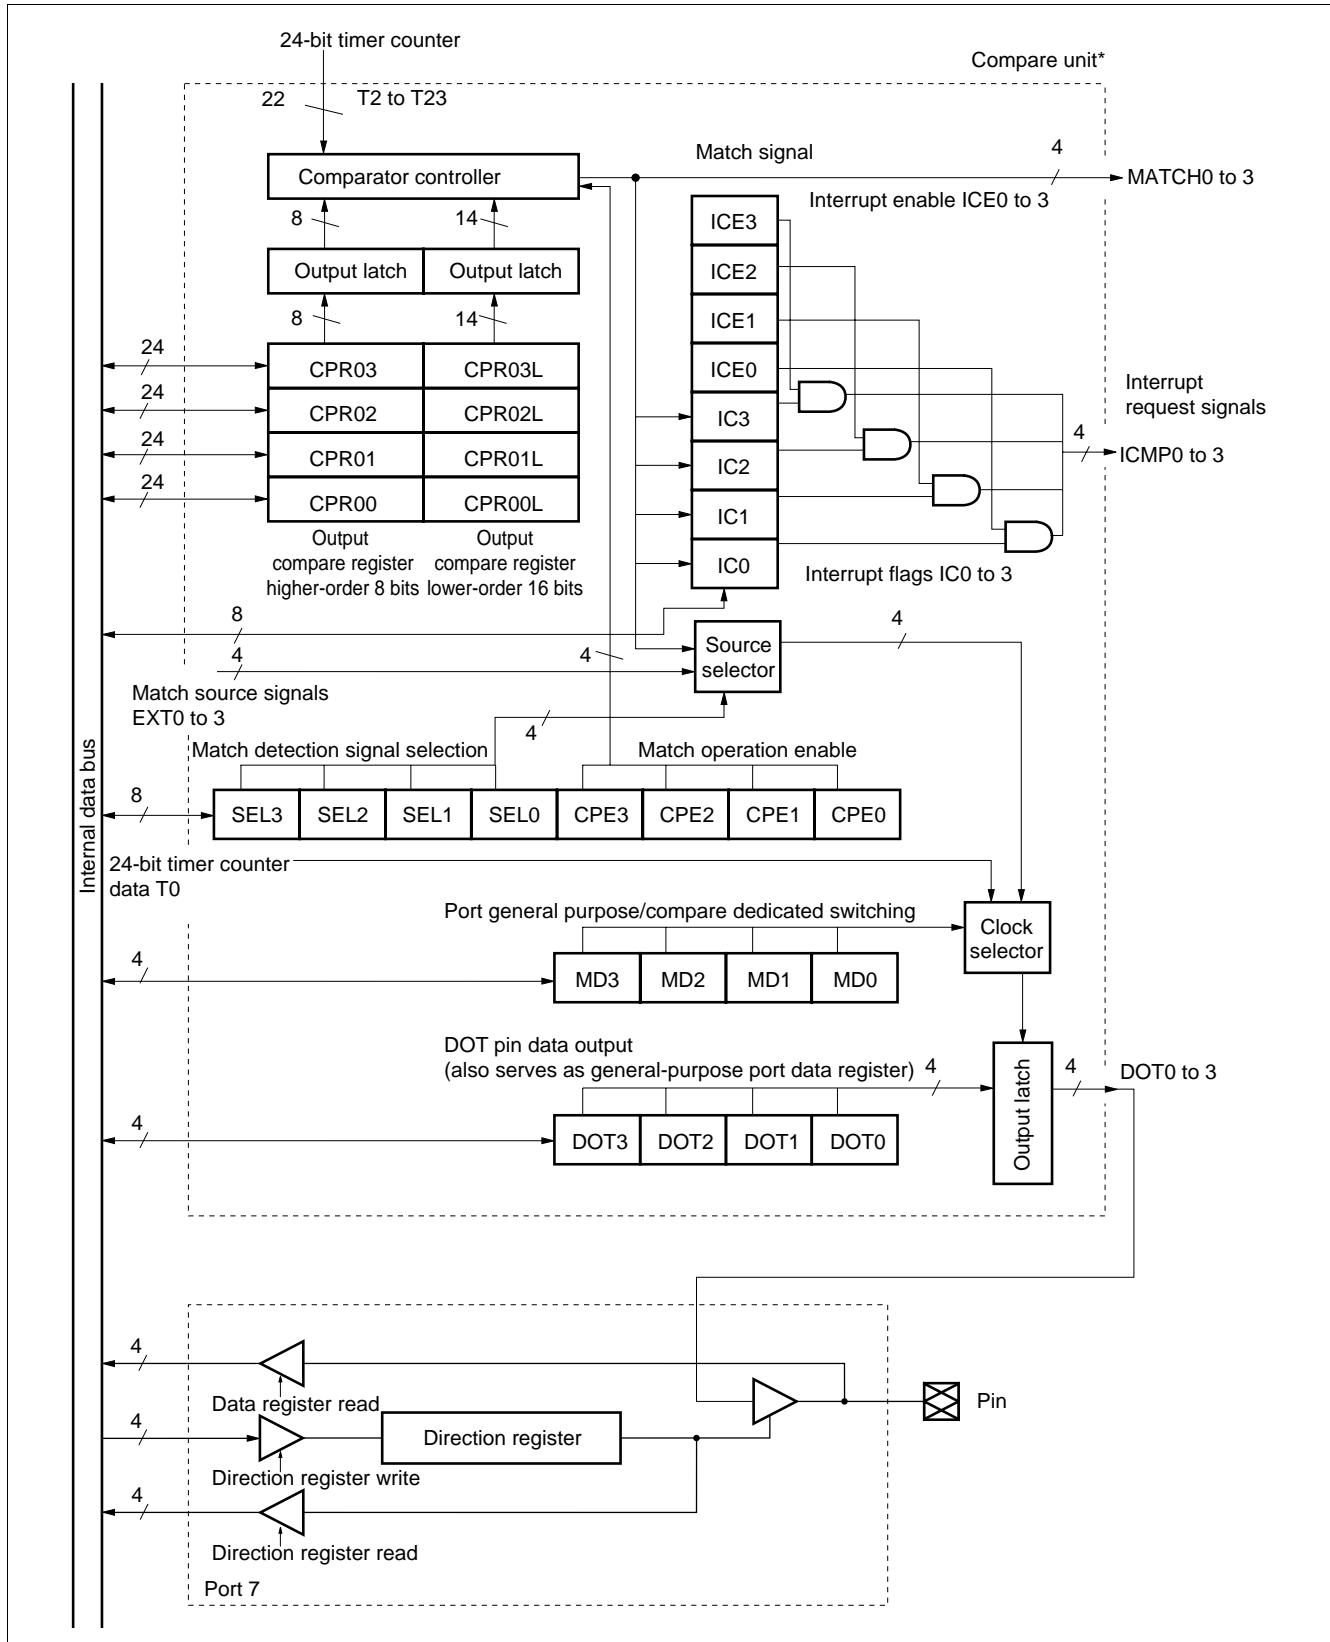 24-bit timer counter
Compare unit*
22
T2 to T23
Match signal
4
MATCH0 to 3
Comparator controller
Interrupt enable ICE0 to 3
8
14
ICE3
Output latch
Output latch
ICE2
8
14
ICE1
24
CPR03
CPR03L
ICE0
Interrupt
request signals
24
CPR02
CPR02L
IC3
4
ICMP0 to 3
24
CPR01
CPR01L
IC2
24
CPR00
CPR00L
IC1
Output
compare register
higher-order 8 bits
Output
compare register
lower-order 16 bits
IC0
Interrupt flags IC0 to 3
8
4
Source
selector
4
4
Match source signals
EXT0 to 3
4
Match detection signal selection
Match operation enable
8
SEL3
SEL2
SEL1
SEL0
CPE3
CPE2
CPE1
CPE0
Internal data bus
24-bit timer counter
data T0
Port general purpose/compare dedicated switching
Clock
selector
4
MD3
MD2
MD1
MD0
DOT pin data output
(also serves as general-purpose port data register)
4
4
DOT0 to 3
Output latch
4
DOT3
DOT2
DOT1
DOT0
4
Data register read
Pin
4
Direction register
Direction register write
4
Direction register read
Port 7